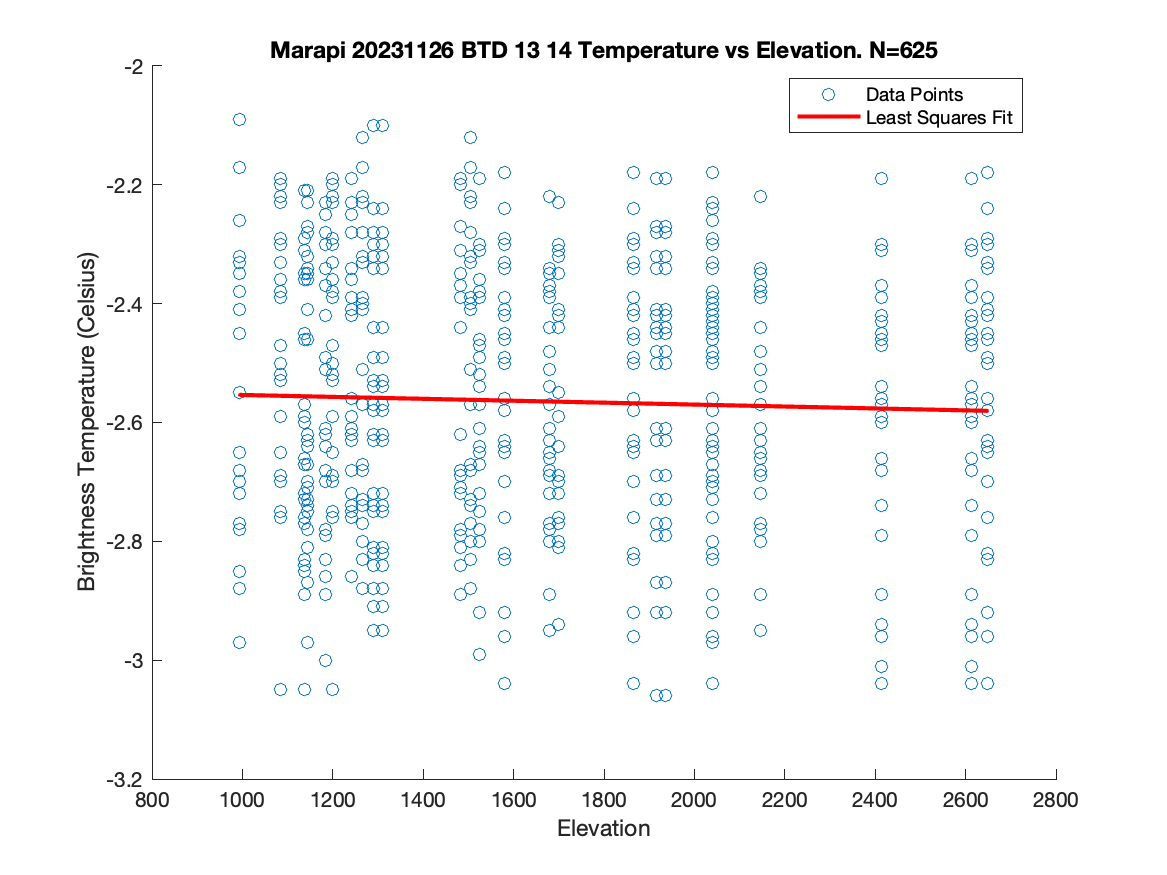 Marapi 20231126 BTD 13 14 Temperature vs Elevation. N=625
Data Points
Least Squares Fit
Brightness Temperature (Celsius)
-2
-2.2
-2.4
-2.6
-2.8
-3
-3.2
800 1000 1200 1400 1600 1800 2000 2200 2400 2600 2800
Elevation